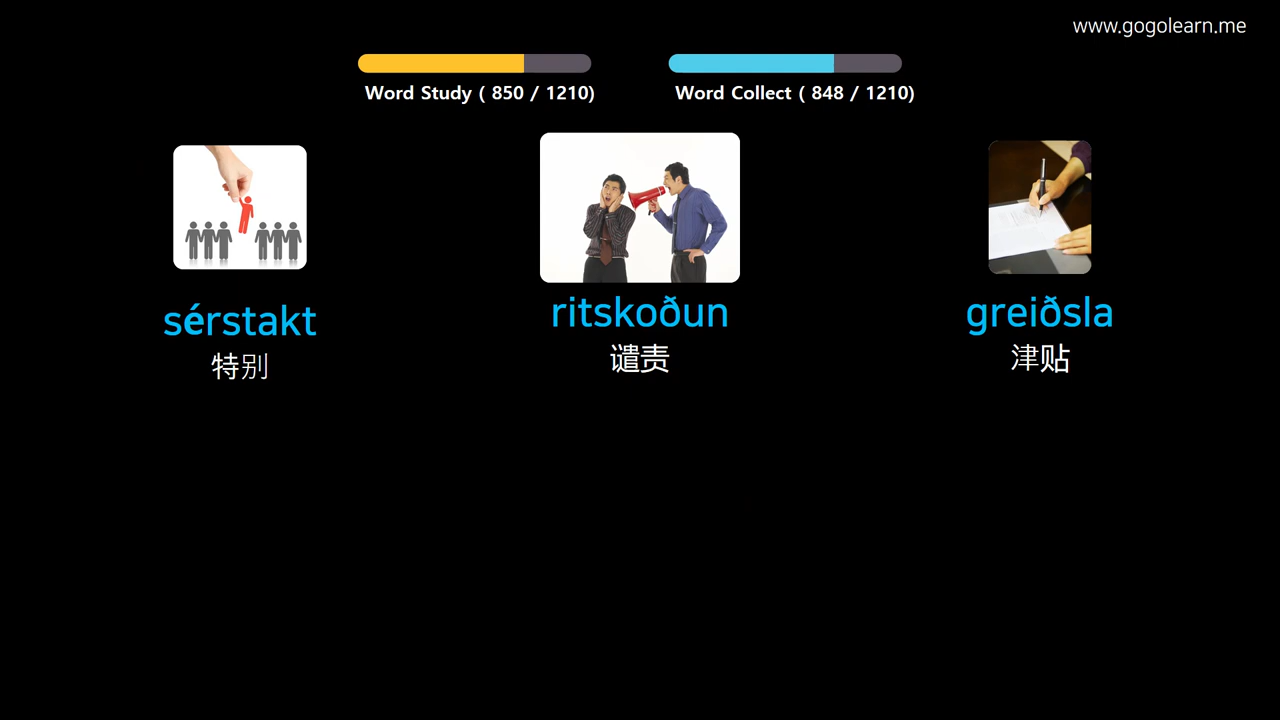 www.gogolearn.me
Word Study ( 850 / 1210)
Word Collect ( 848 / 1210)
sérstakt
特别
ritskoðun
谴责
greiðsla
津贴